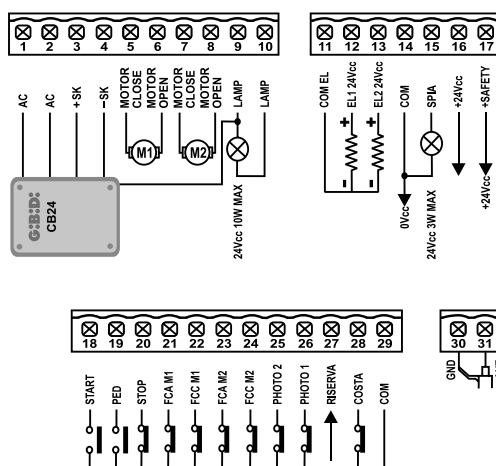 1 2 3 4 5 6 7 8 9 10
AC
AC
+SK
–SK
MOTOR
CLOSE
MOTOR
OPEN
MOTOR
CLOSE
MOTOR
OPEN
LAMP
LAMP
M1
M2
GiBiDi
CB24
24Vcc 10W MAX
11 12 13 14 15 16 17
COM EL
+ EL1 24Vcc
+ EL2 24Vcc
COM
SPIA
+24Vcc
+SAFETY
-
-
0Vcc
24Vcc 3W MAX
+24Vcc
18 19 20 21 22 23 24 25 26 27 28 29
START
PED
STOP
FCA M1
FCC M1
FCA M2
FCC M2
PHOTO 2
PHOTO 1
RISERVA
COSTA
COM
30 31
GND